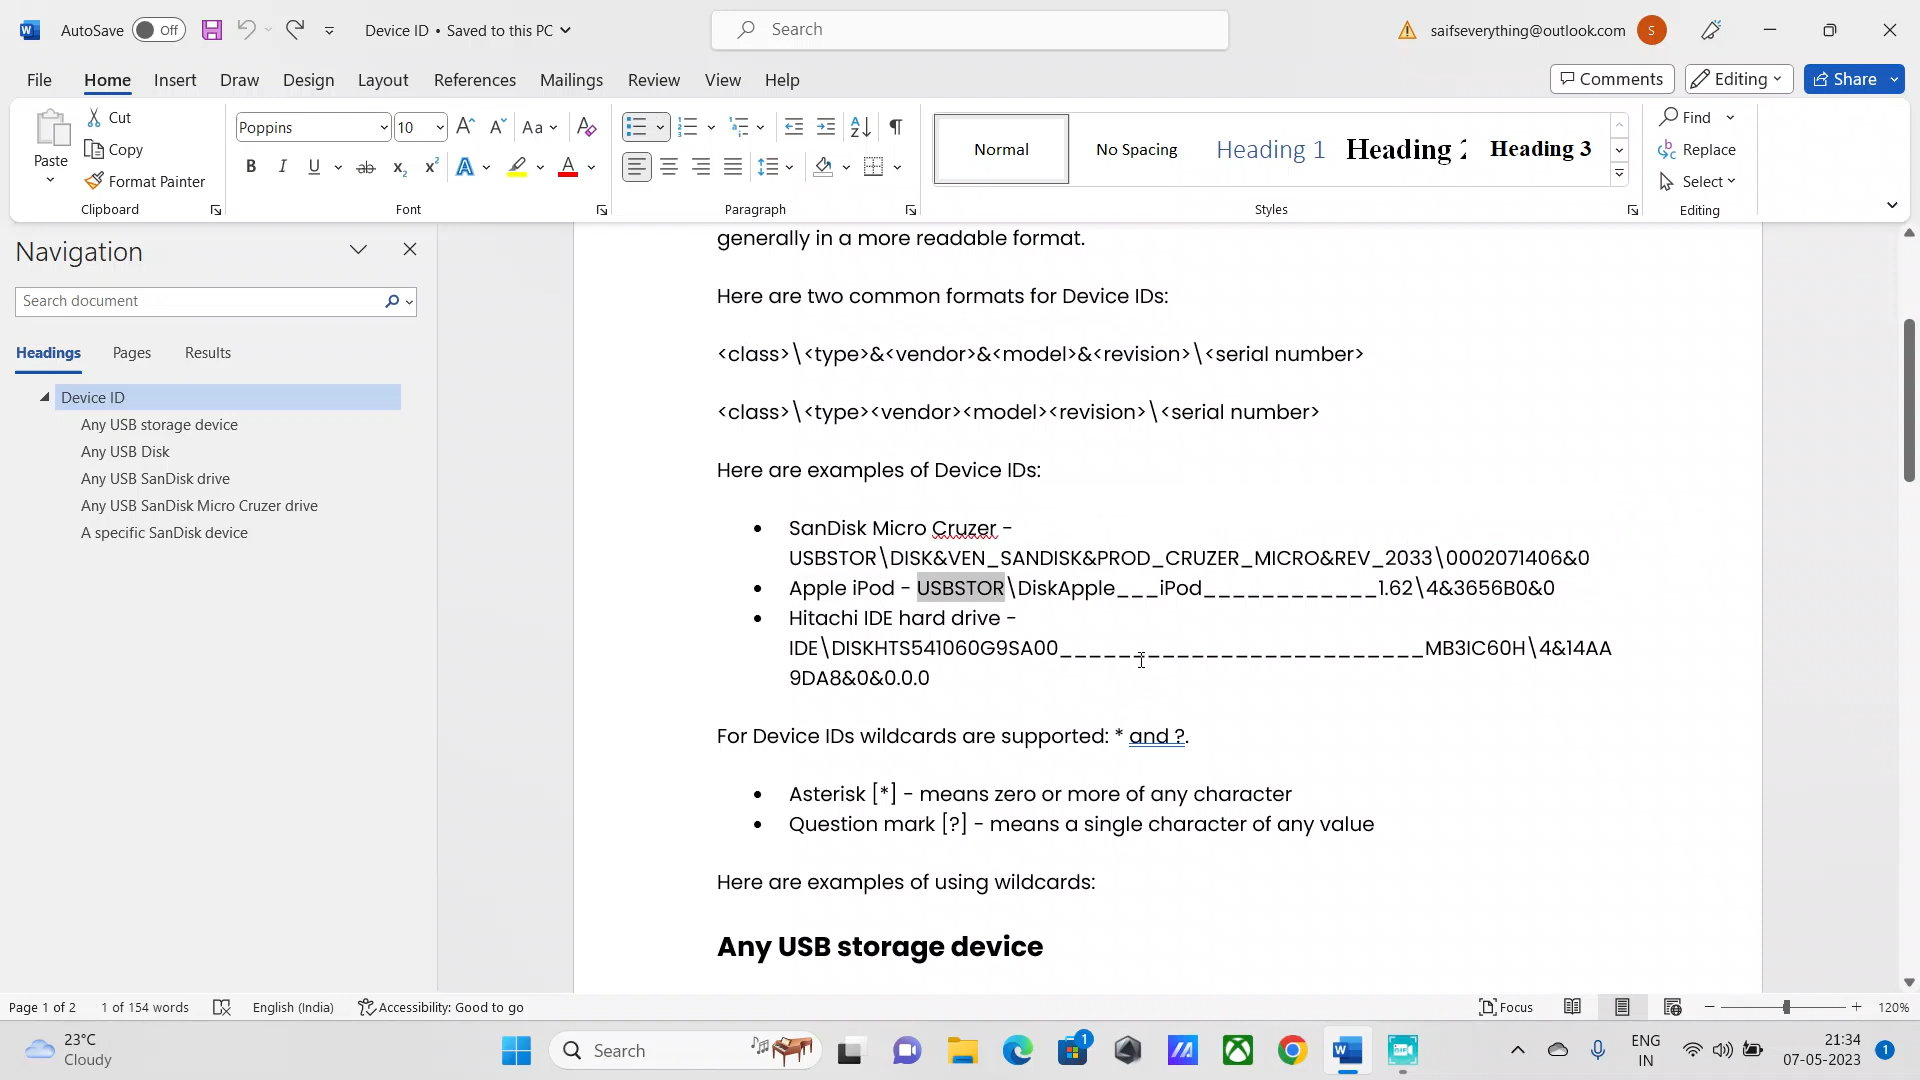 AutoSave Off Device ID • Saved to this PC Search saifseverything@outlook.com S
File Home Insert Draw Design Layout References Mailings Review View Help Comments Editing Share
Paste
Cut
Copy
Format Painter
Clipboard
Poppins 10
Font
Paragraph
Normal No Spacing Heading 1 Heading 2 Heading 3
Styles
Find
Replace
Select
Editing
Navigation
Search document
Headings Pages Results
Device ID
Any USB storage device
Any USB Disk
Any USB SanDisk drive
Any USB SanDisk Micro Cruzer drive
A specific SanDisk device
generally in a more readable format.
Here are two common formats for Device IDs:
<class>\<type>&<vendor>&<model>&<revision>\<serial number>
<class>\<type><vendor><model><revision>\<serial number>
Here are examples of Device IDs:
• SanDisk Micro Cruzer -
USBSTOR\DISK&VEN_SANDISK&PROD_CRUZER_MICRO&REV_2033\0002071406&0
• Apple iPod - USBSTOR\DiskApple___iPod____________1.62\4&3656B0&0
• Hitachi IDE hard drive -
IDE\DISKHTS541060G9SA00_________________________MB3IC60H\4&14AA
9DA8&0&0.0.0
For Device IDs wildcards are supported: * and ?.
• Asterisk [*] - means zero or more of any character
• Question mark [?] - means a single character of any value
Here are examples of using wildcards:
Any USB storage device
Page 1 of 2 1 of 154 words English (India) Accessibility: Good to go Focus 120%
23°C
Cloudy
Search
1
ENG
IN
21:34
07-05-2023
1